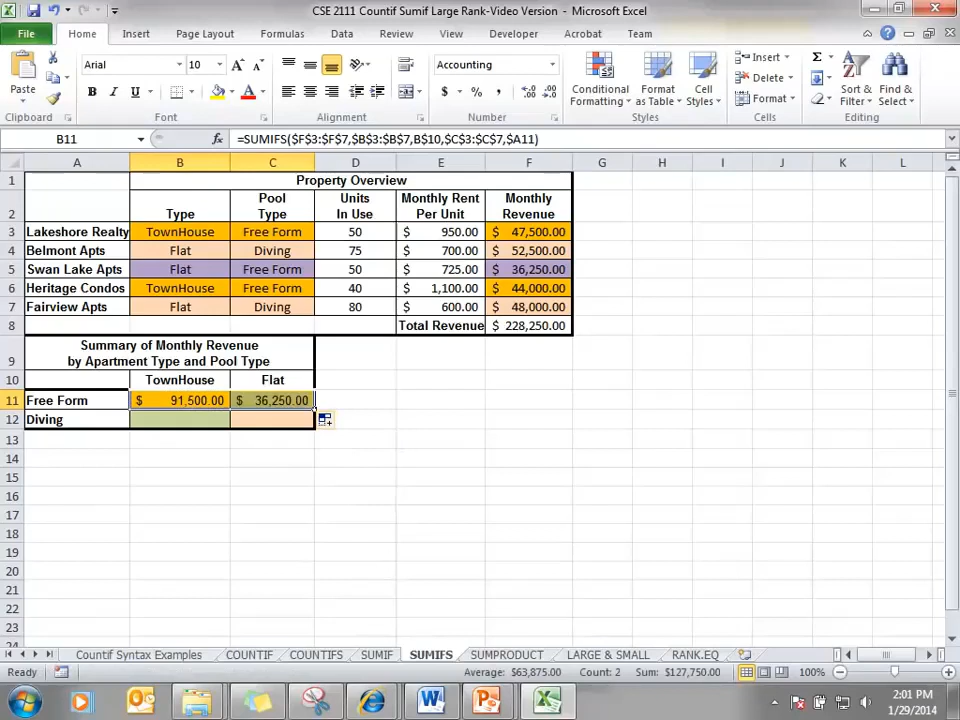 CSE 2111 Countif Sumif Large Rank-Video Version - Microsoft Excel
File Home Insert Page Layout Formulas Data Review View Developer Acrobat Team
Paste
Arial 10
B I U
Accounting
$ % ,
Conditional Formatting
Format as Table
Cell Styles
Insert
Delete
Format
Σ
Sort & Filter
Find & Select
Clipboard Font Alignment Number Styles Cells Editing
B11 fx =SUMIFS($F$3:$F$7,$B$3:$B$7,B$10,$C$3:$C$7,$A11)
A B C D E F G H I J K L
1 Property Overview
2 Type Pool Type Units In Use Monthly Rent Per Unit Monthly Revenue
3 Lakeshore Realty TownHouse Free Form 50 $ 950.00 $ 47,500.00
4 Belmont Apts Flat Diving 75 $ 700.00 $ 52,500.00
5 Swan Lake Apts Flat Free Form 50 $ 725.00 $ 36,250.00
6 Heritage Condos TownHouse Free Form 40 $ 1,100.00 $ 44,000.00
7 Fairview Apts Flat Diving 80 $ 600.00 $ 48,000.00
8 Total Revenue $ 228,250.00
9 Summary of Monthly Revenue
by Apartment Type and Pool Type
10 TownHouse Flat
11 Free Form $ 91,500.00 $ 36,250.00
12 Diving
13
14
15
16
17
18
19
20
21
22
23
24
Countif Syntax Examples COUNTIF COUNTIFS SUMIF SUMIFS SUMPRODUCT LARGE & SMALL RANK.EQ
Ready Average: $63,875.00 Count: 2 Sum: $127,750.00 100%
2:01 PM
1/29/2014